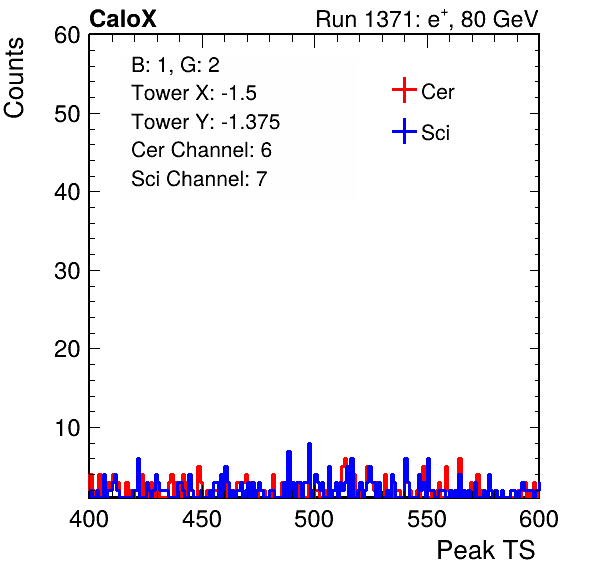 CaloX
Run 1371: e+, 80 GeV
Counts
60
50
40
30
20
10
B: 1, G: 2
Tower X: -1.5
Tower Y: -1.375
Cer Channel: 6
Sci Channel: 7
Cer
Sci
400 450 500 550 600
Peak TS